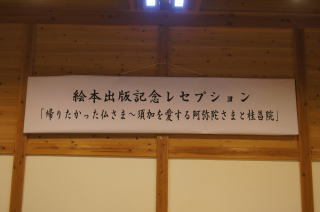 絵本出版記念レセプション
「帰りたかった仏さま~須加を愛する阿弥陀さまと桂昌院」